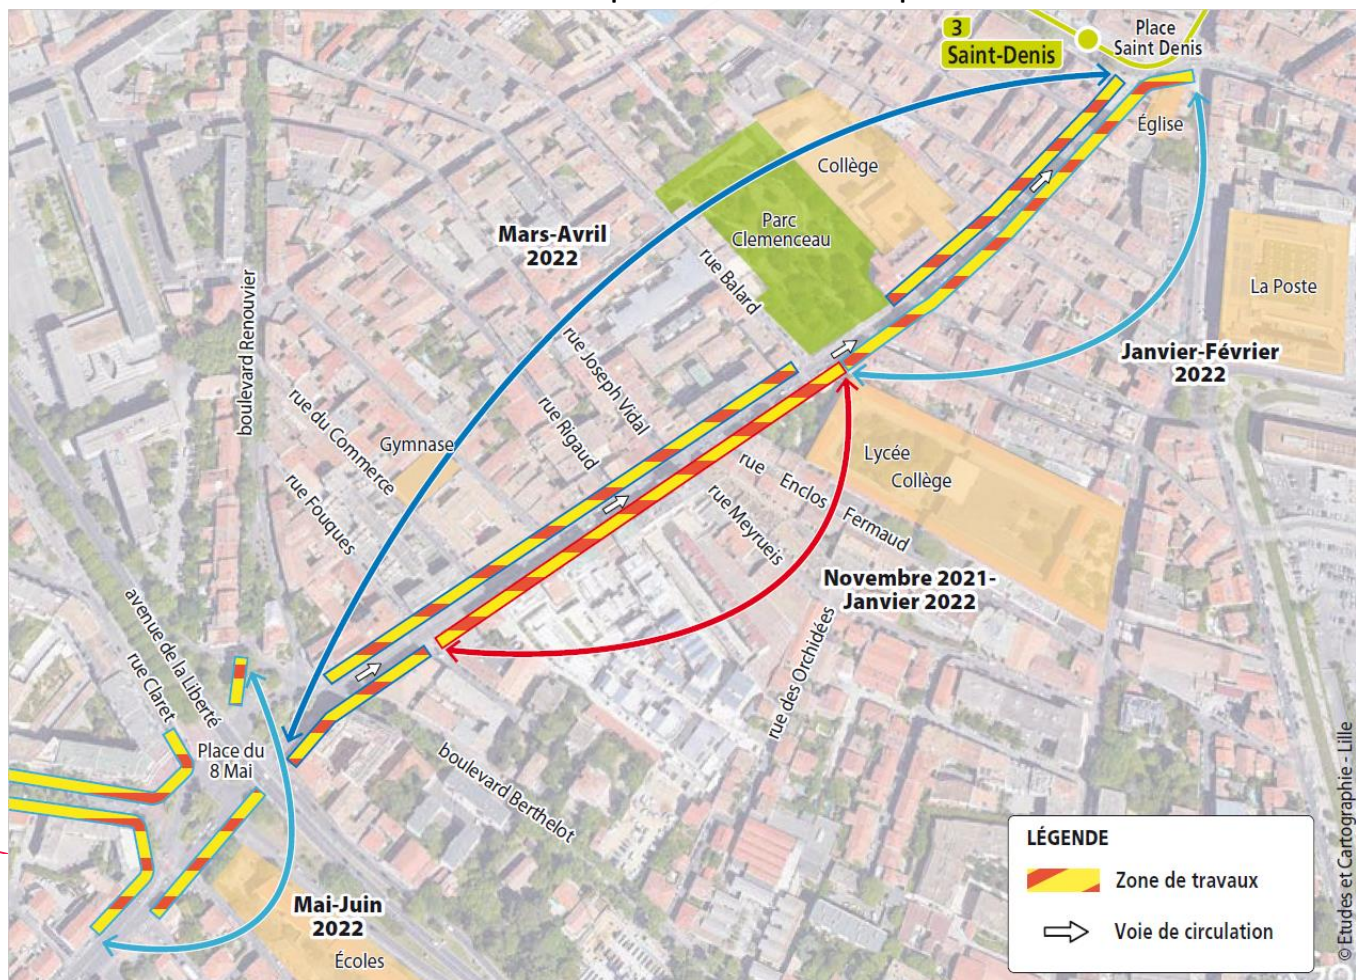 3
Saint-Denis
Place
Saint Denis
Église
Collège
Parc
Clemenceau
Mars-Avril
2022
rue Balard
La Poste
boulevard Renouvier
rue Joseph Vidal
Janvier-Février
2022
rue du Commerce
rue Rigaud
Gymnase
Lycée
Collège
rue Enclos Fermaud
rue Fouques
rue Meyrueis
Novembre 2021-
Janvier 2022
avenue de la Liberté
rue Claret
rue des Orchidées
Place du
8 Mai
boulevard Berthelot
Mai-Juin
2022
Écoles
LÉGENDE
Zone de travaux
Voie de circulation
© Etudes et Cartographie - Lille